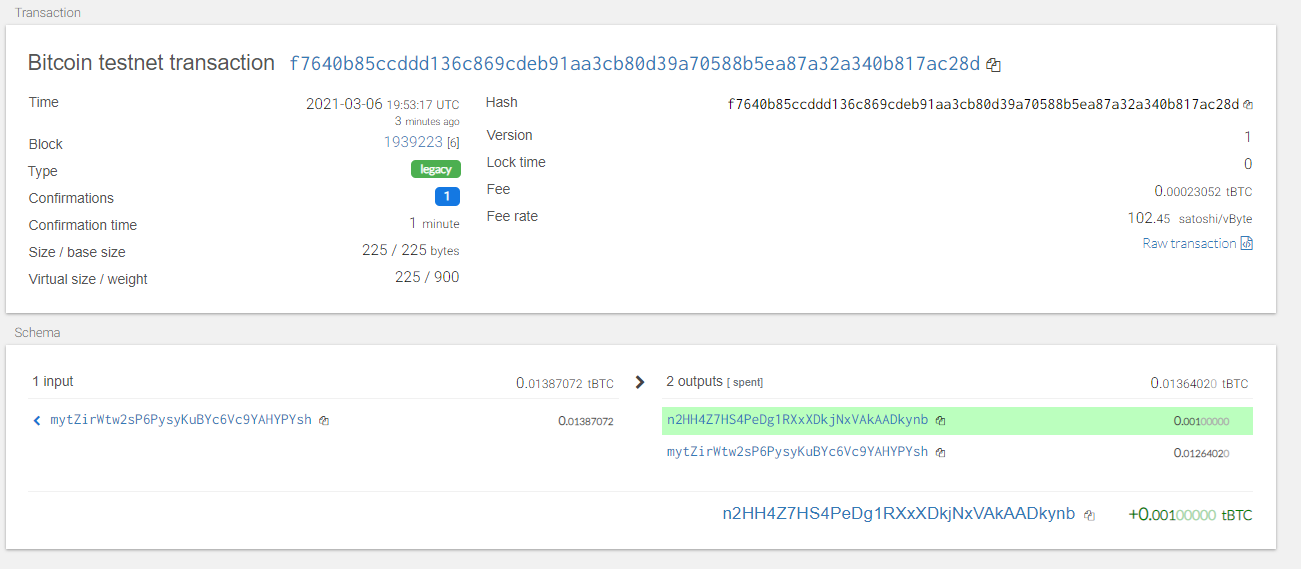 Transaction
Bitcoin testnet transaction f7640b85ccddd136c869cdeb91aa3cb80d39a70588b5ea87a32a340b817ac28d
Time 2021-03-06 19:53:17 UTC
3 minutes ago
Block 1939223 [6]
Type legacy
Confirmations 1
Confirmation time 1 minute
Size / base size 225 / 225 bytes
Virtual size / weight 225 / 900
Hash f7640b85ccddd136c869cdeb91aa3cb80d39a70588b5ea87a32a340b817ac28d
Version 1
Lock time 0
Fee 0.00023052 tBTC
Fee rate 102.45 satoshi/vByte
Raw transaction
Schema
1 input 0.01387072 tBTC
mytZirWtw2sP6PysyKuBYc6Vc9YAHYPYsh 0.01387072
2 outputs [ spent] 0.01364020 tBTC
n2HH4Z7HS4PeDg1RXxXDkjNxVAkAADkynb 0.00100000
mytZirWtw2sP6PysyKuBYc6Vc9YAHYPYsh 0.01264020
n2HH4Z7HS4PeDg1RXxXDkjNxVAkAADkynb +0.00100000 tBTC